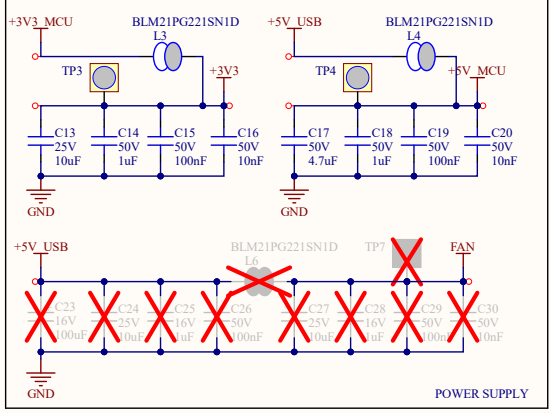 +3V3_MCU
BLM21PG221SN1D
L3
TP3
+3V3
C13
25V
10uF
C14
50V
1uF
C15
50V
100nF
C16
50V
10nF
GND
+5V_USB
BLM21PG221SN1D
L4
TP4
+5V_MCU
C17
50V
4.7uF
C18
50V
1uF
C19
50V
100nF
C20
50V
10nF
GND
+5V_USB
BLM21PG221SN1D
L6
TP7
FAN
C23
16V
100uF
C24
25V
10uF
C25
16V
1uF
C26
50V
100nF
C27
25V
10uF
C28
16V
1uF
C29
50V
100nF
C30
50V
10nF
GND
POWER SUPPLY